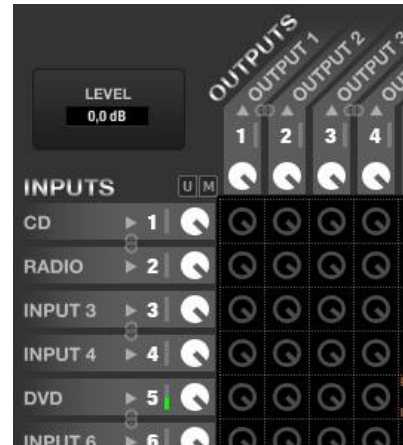 OUTPUTS
OUTPUT 1
OUTPUT 2
LEVEL
0,0 dB
1 2 3 4
INPUTS U M
CD 1
RADIO 2
INPUT 3 3
INPUT 4 4
DVD 5
INPUT 6 6